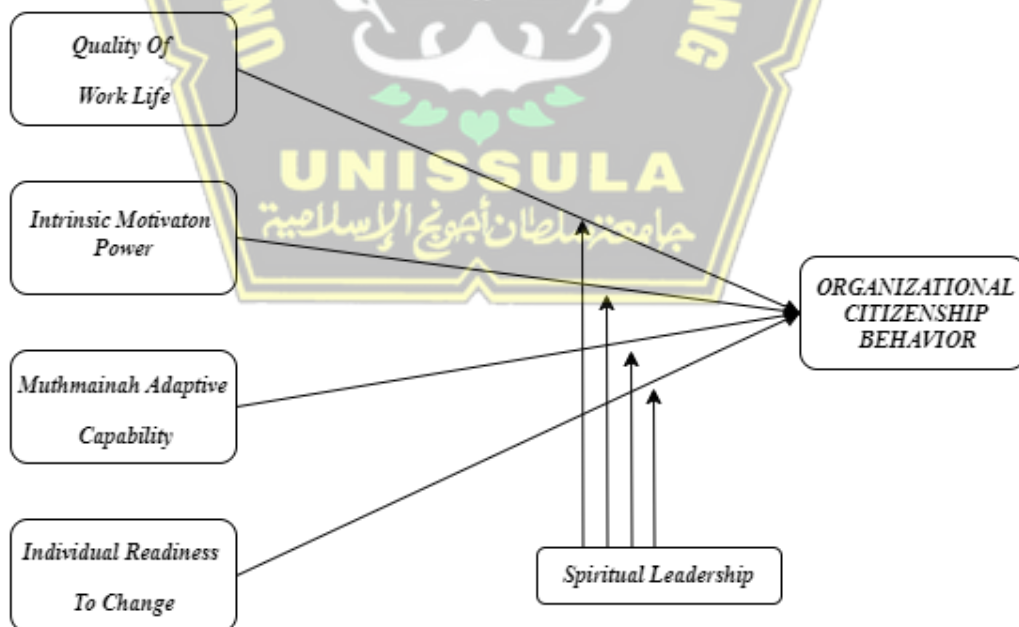 Quality Of
Work Life
UNISSULA
جامعة سلطان أجونج الإسلامية
Intrinsic Motivaton
Power
ORGANIZATIONAL
CITIZENSHIP
BEHAVIOR
Muthmainah Adaptive
Capability
Individual Readiness
To Change
Spiritual Leadership